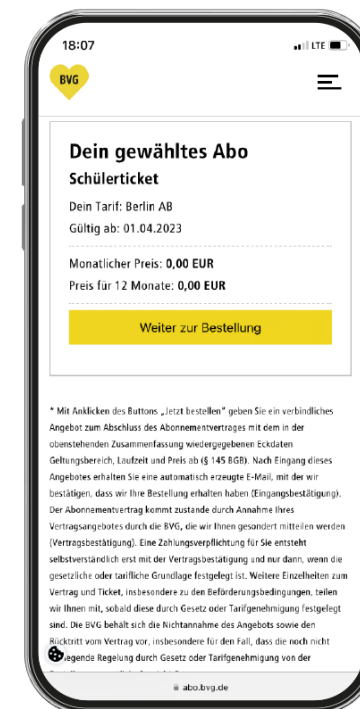 18:07
LTE
BVG
Dein gewähltes Abo
Schülerticket
Dein Tarif: Berlin AB
Gültig ab: 01.04.2023
Monatlicher Preis: 0,00 EUR
Preis für 12 Monate: 0,00 EUR
Weiter zur Bestellung
* Mit Anklicken des Buttons „Jetzt bestellen“ geben Sie ein verbindliches
Angebot zum Abschluss des Abonnementvertrages mit dem in der
obenstehenden Zusammenfassung wiedergegebenen Eckdaten
Geltungsbereich, Laufzeit und Preis ab (§ 145 BGB). Nach Eingang dieses
Angebotes erhalten Sie eine automatisch erzeugte E-Mail, mit der wir
bestätigen, dass wir Ihre Bestellung erhalten haben (Eingangsbestätigung).
Der Abonnementvertrag kommt zustande durch Annahme Ihres
Vertragsangebotes durch die BVG, die wir Ihnen gesondert mitteilen werden
(Vertragsbestätigung). Eine Zahlungsverpflichtung für Sie entsteht
selbstverständlich erst mit der Vertragsbestätigung und nur dann, wenn die
gesetzliche oder tarifliche Grundlage festgelegt ist. Weitere Einzelheiten zum
Vertrag und Ticket, insbesondere zu den Beförderungsbedingungen, teilen
wir Ihnen mit, sobald diese durch Gesetz oder Tarifgenehmigung festgelegt
sind. Die BVG behält sich die Nichtannahme des Angebots sowie den
Rücktritt vom Vertrag vor, insbesondere für den Fall, dass die noch nicht
egende Regelung durch Gesetz oder Tarifgenehmigung von der
abo.bvg.de